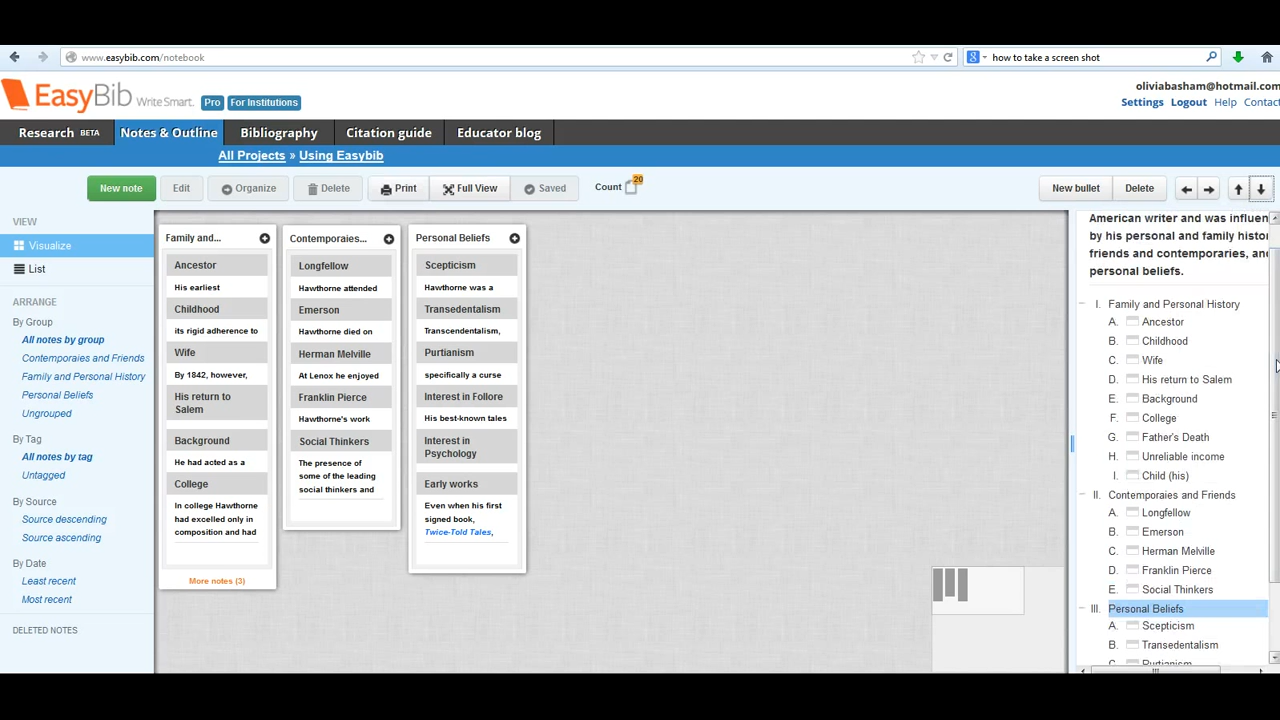 www.easybib.com/notebook
how to take a screen shot
EasyBib Write Smart. Pro For Institutions
oliviabasham@hotmail.com
Settings Logout Help Contac
Research BETA Notes & Outline Bibliography Citation guide Educator blog
All Projects » Using Easybib
New note Edit Organize Delete Print Full View Saved Count 20 New bullet Delete
VIEW
Visualize
List
ARRANGE
By Group
All notes by group
Contemporaies and Friends
Family and Personal History
Personal Beliefs
Ungrouped
By Tag
All notes by tag
Untagged
By Source
Source descending
Source ascending
By Date
Least recent
Most recent
DELETED NOTES
Family and...
Ancestor
His earliest
Childhood
its rigid adherence to
Wife
By 1842, however,
His return to
Salem
Background
He had acted as a
College
In college Hawthorne
had excelled only in
composition and had
More notes (3)
Contemporaies...
Longfellow
Hawthorne attended
Emerson
Hawthorne died on
Herman Melville
At Lenox he enjoyed
Franklin Pierce
Hawthorne's work
Social Thinkers
The presence of
some of the leading
social thinkers and
Personal Beliefs
Scepticism
Hawthorne was a
Transedentalism
Transcendentalism,
Purtianism
specifically a curse
Interest in Follore
His best-known tales
Interest in
Psychology
Early works
Even when his first
signed book,
Twice-Told Tales,
American writer and was influen
by his personal and family histor
friends and contemporaries, and
personal beliefs.
I. Family and Personal History
A. Ancestor
B. Childhood
C. Wife
D. His return to Salem
E. Background
F. College
G. Father's Death
H. Unreliable income
I. Child (his)
II. Contemporaies and Friends
A. Longfellow
B. Emerson
C. Herman Melville
D. Franklin Pierce
E. Social Thinkers
III. Personal Beliefs
A. Scepticism
B. Transedentalism
C. Purtianism